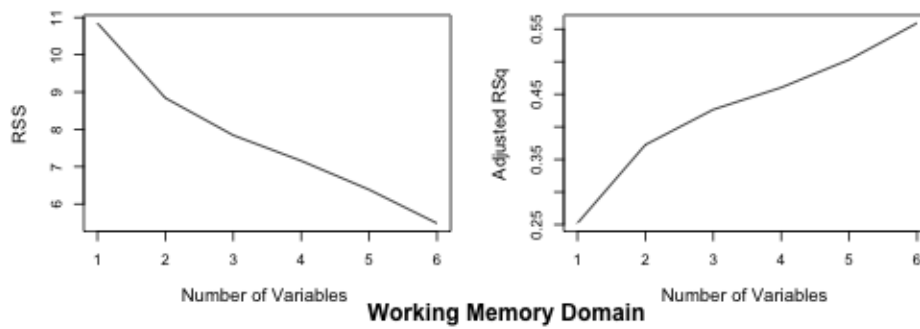 RSS
11
10
9
8
7
6
1 2 3 4 5 6
Number of Variables
Adjusted RSq
0.55
0.45
0.35
0.25
1 2 3 4 5 6
Number of Variables
Working Memory Domain